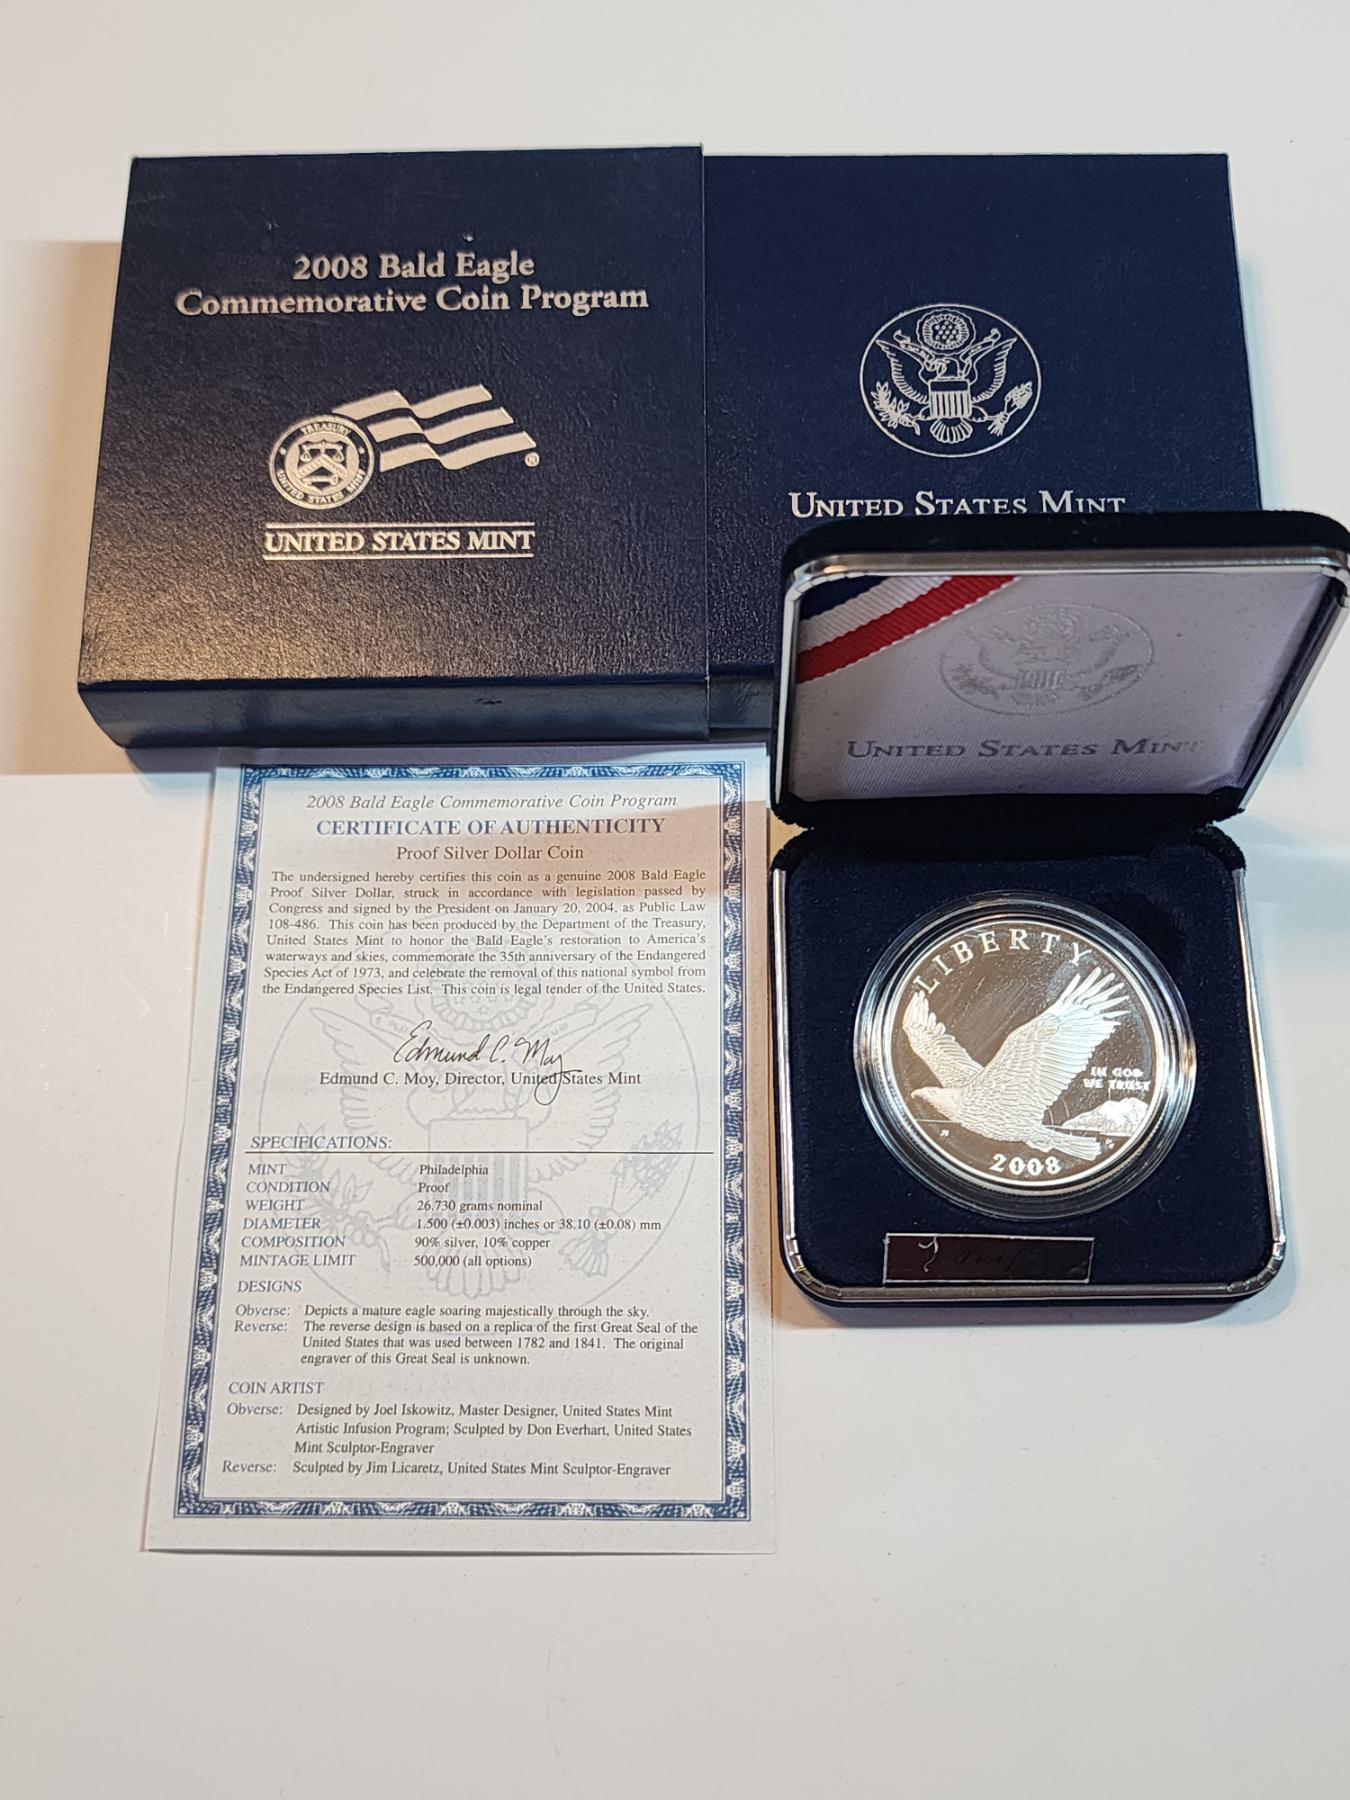 2008 Bald Eagle
Commemorative Coin Program
TREASURY
UNITED STATES MINT
UNITED STATES MINT
UNITED STATES MINT
UNITED STATES MINT
2008 Bald Eagle Commemorative Coin Program
CERTIFICATE OF AUTHENTICITY
Proof Silver Dollar Coin
The undersigned hereby certifies this coin as a genuine 2008 Bald Eagle
Proof Silver Dollar, struck in accordance with legislation passed by
Congress and signed by the President on January 20, 2004, as Public Law
108-486. This coin has been produced by the Department of the Treasury,
United States Mint to honor the Bald Eagle's restoration to America's
waterways and skies, commemorate the 35th anniversary of the Endangered
Species Act of 1973, and celebrate the removal of this national symbol from
the Endangered Species List. This coin is legal tender of the United States.
Edmund C. Moy
Edmund C. Moy, Director, United States Mint
SPECIFICATIONS:
MINT Philadelphia
CONDITION Proof
WEIGHT 26.730 grams nominal
DIAMETER 1.500 (±0.003) inches or 38.10 (±0.08) mm
COMPOSITION 90% silver, 10% copper
MINTAGE LIMIT 500,000 (all options)
DESIGNS
Obverse: Depicts a mature eagle soaring majestically through the sky.
Reverse: The reverse design is based on a replica of the first Great Seal of the
United States that was used between 1782 and 1841. The original
engraver of this Great Seal is unknown.
COIN ARTIST
Obverse: Designed by Joel Iskowitz, Master Designer, United States Mint
Artistic Infusion Program; Sculpted by Don Everhart, United States
Mint Sculptor-Engraver
Reverse: Sculpted by Jim Licaretz, United States Mint Sculptor-Engraver
LIBERTY
IN GOD
WE TRUST
2008